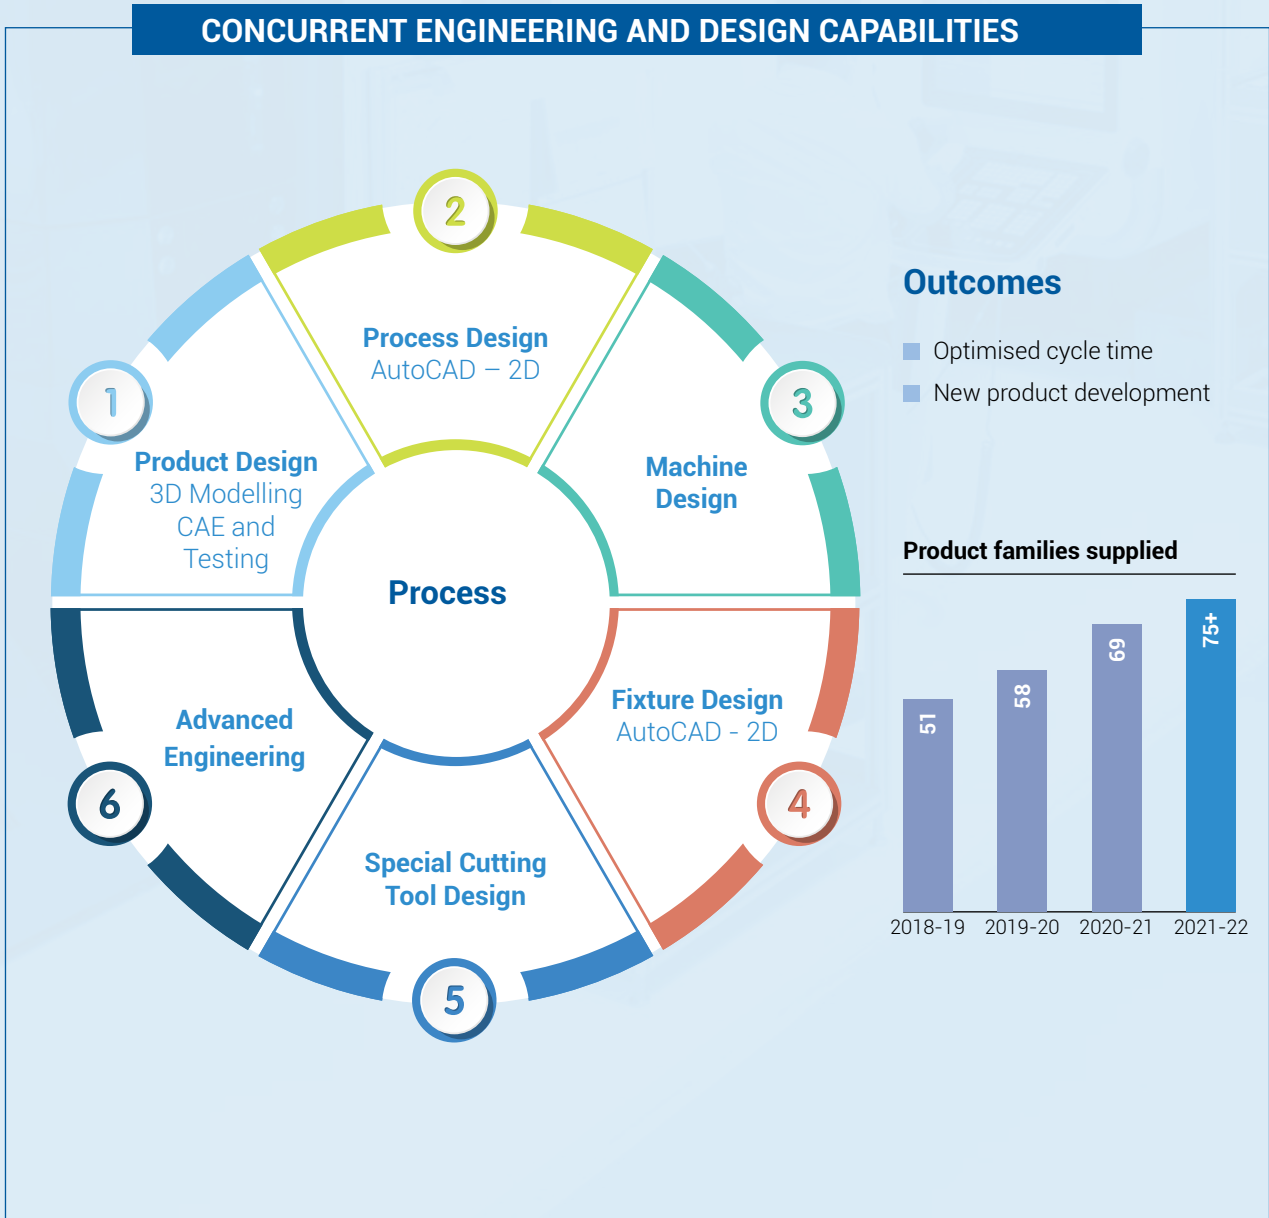 CONCURRENT ENGINEERING AND DESIGN CAPABILITIES
1
Product Design
3D Modelling
CAE and
Testing
2
Process Design
AutoCAD – 2D
3
Machine
Design
4
Fixture Design
AutoCAD - 2D
5
Special Cutting
Tool Design
6
Advanced
Engineering
Process
Outcomes
Optimised cycle time
New product development
Product families supplied
51
58
69
75+
2018-19
2019-20
2020-21
2021-22